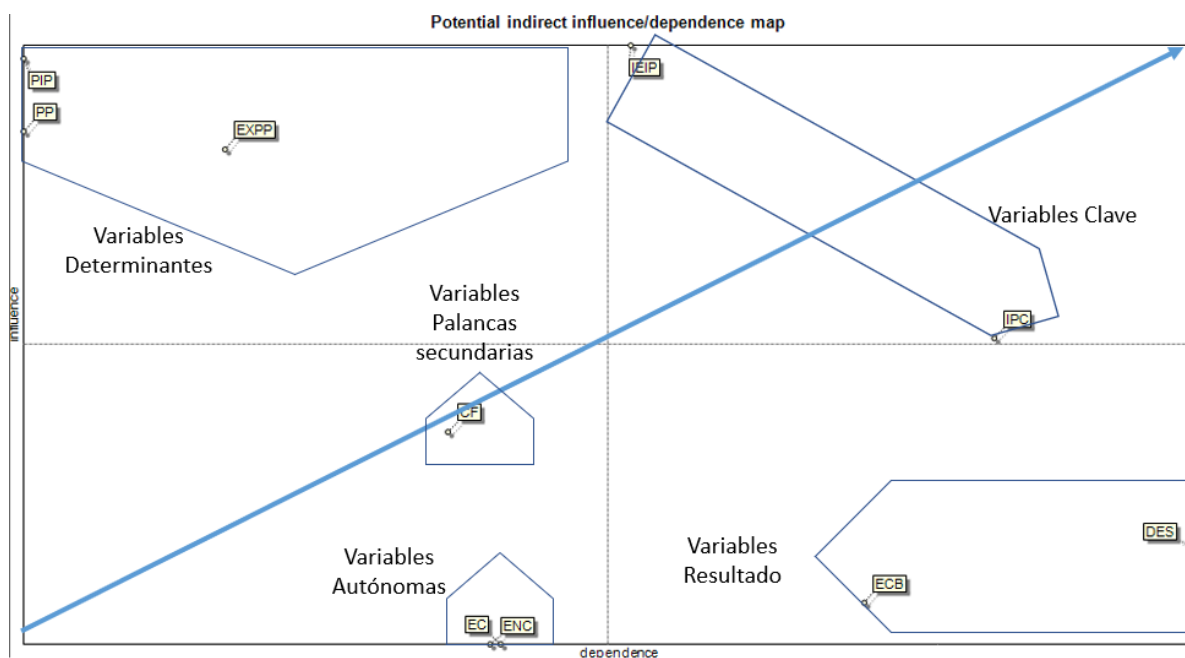 Potential indirect influence/dependence map
PIP
IEIP
PP
EXPP
Variables Clave
Variables
Determinantes
influence
Variables
Palancas
secundarias
IPC
CF
Variables
Autónomas
Variables
Resultado
DES
ECB
EC
ENC
dependence